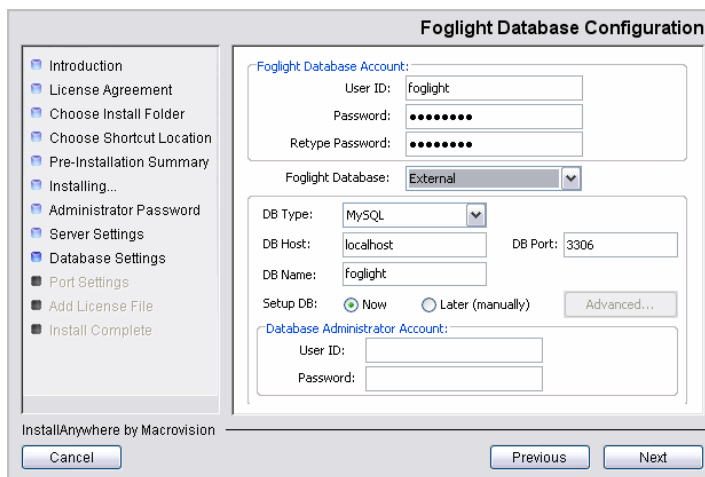 Foglight Database Configuration
Introduction
License Agreement
Choose Install Folder
Choose Shortcut Location
Pre-Installation Summary
Installing...
Administrator Password
Server Settings
Database Settings
Port Settings
Add License File
Install Complete
Foglight Database Account:
User ID: foglight
Password: ●●●●●●●●
Retype Password: ●●●●●●●●
Foglight Database: External
DB Type: MySQL
DB Host: localhost DB Port: 3306
DB Name: foglight
Setup DB: Now Later (manually) Advanced...
Database Administrator Account:
User ID:
Password:
InstallAnywhere by Macrovision
Cancel Previous Next